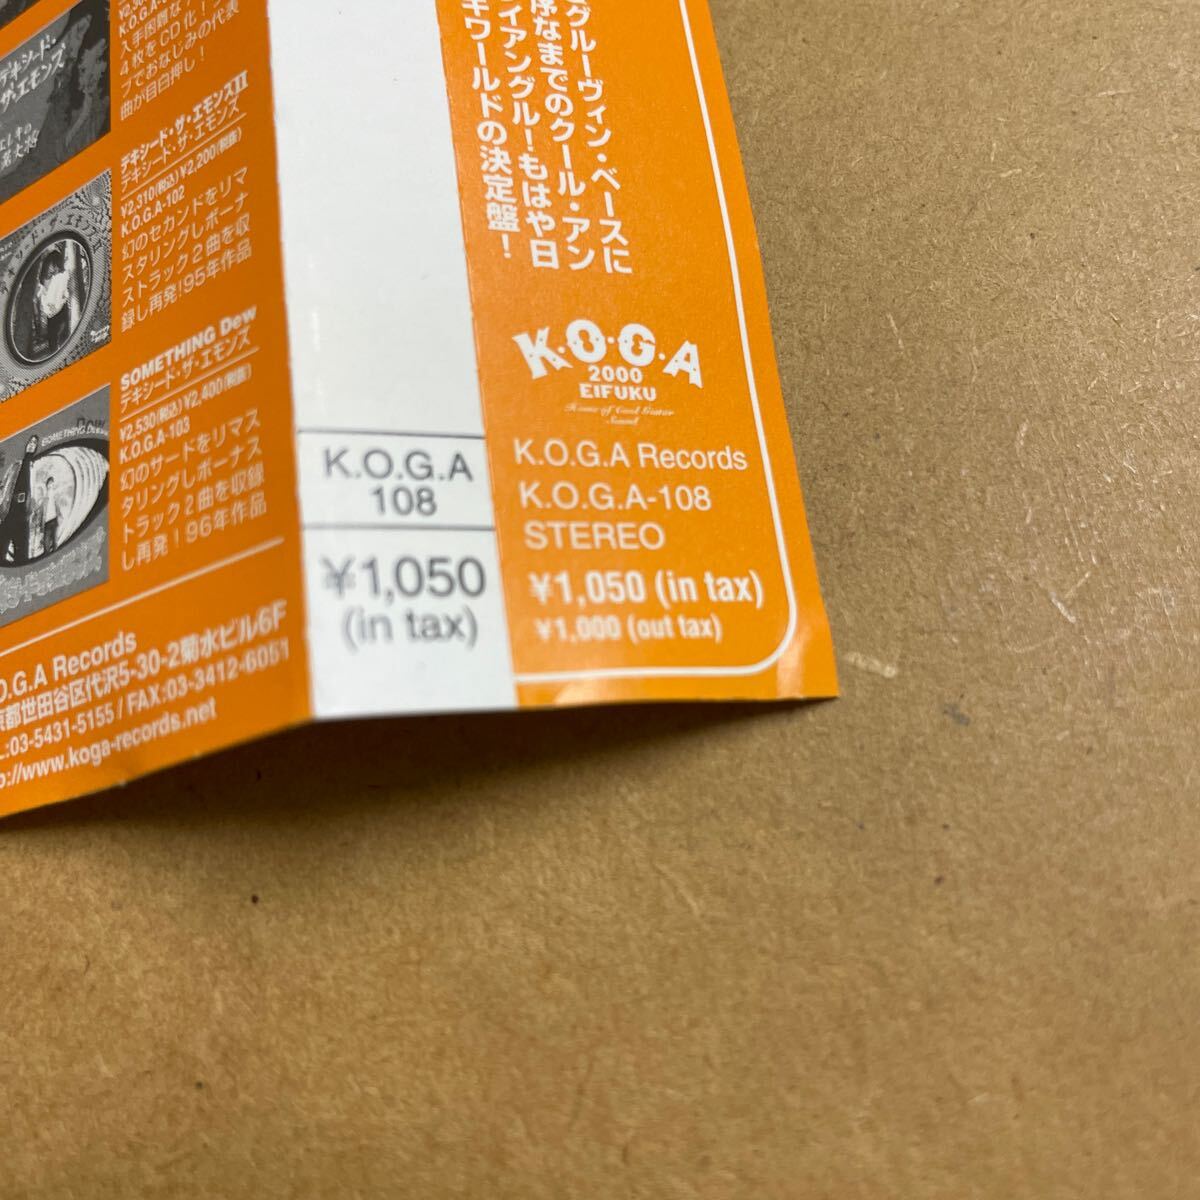 グルーヴィン・ベースに
序なまでのクール・アン
イアングル!もはや日
キワールドの決定盤!
K.O.G.A
2000
EIFUKU
Home of Cool Guitar
Sound
K.O.G.A Records
K.O.G.A-108
STEREO
¥1,050 (in tax)
¥1,000 (out tax)
K.O.G.A
108
¥1,050
(in tax)
4枚をCD化!
プでおなじみの代表
曲が目白押し!
デキシード・
ザ・エモンズ
デキシード・ザ・エモンズII
デキシード・ザ・エモンズ
¥2,310(税込)¥2,200(税抜)
K.O.G.A-102
幻のセカンドをリマ
スタリングしボーナ
ストラック2曲を収
録し再発!95年作品
SOMETHING Dew
デキシード・ザ・エモンズ
¥2,530(税込)¥2,400(税抜)
K.O.G.A-103
幻のサードをリマス
タリングしボーナス
トラック2曲を収録
し再発!96年作品
SOMETHING Dew
.O.G.A Records
京都世田谷区代沢5-30-2菊水ビル6F
L:03-5431-5155 / FAX:03-3412-6051
p://www.koga-records.net